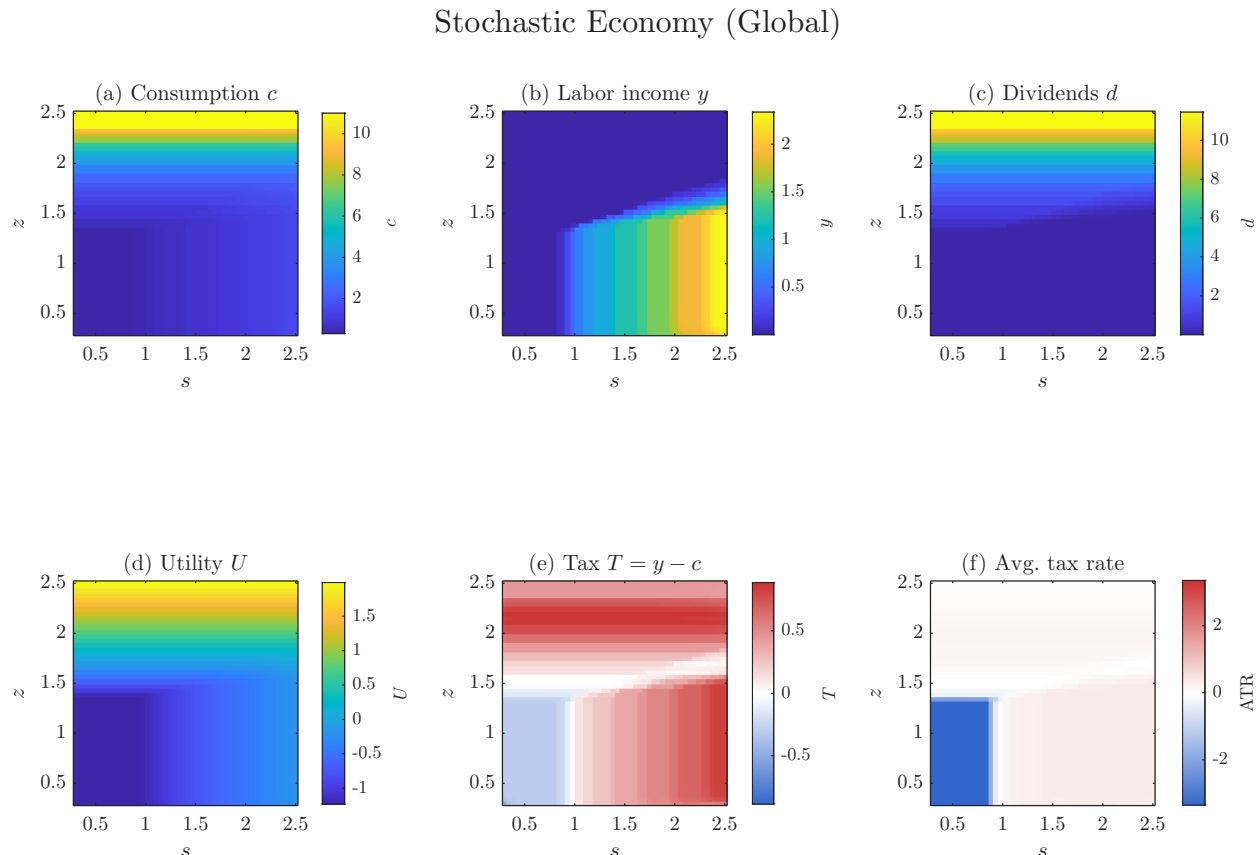 Stochastic Economy (Global)
(a) Consumption c
2.5
2
1.5
1
0.5
z
0.5 1 1.5 2 2.5
s
10
8
6
4
2
c
(b) Labor income y
2.5
2
1.5
1
0.5
z
0.5 1 1.5 2 2.5
s
2
1.5
1
0.5
y
(c) Dividends d
2.5
2
1.5
1
0.5
z
0.5 1 1.5 2 2.5
s
10
8
6
4
2
d
(d) Utility U
2.5
2
1.5
1
0.5
z
0.5 1 1.5 2 2.5
s
1.5
1
0.5
0
-0.5
-1
U
(e) Tax T = y − c
2.5
2
1.5
1
0.5
z
0.5 1 1.5 2 2.5
s
0.5
0
-0.5
T
(f) Avg. tax rate
2.5
2
1.5
1
0.5
z
0.5 1 1.5 2 2.5
s
2
0
-2
ATR